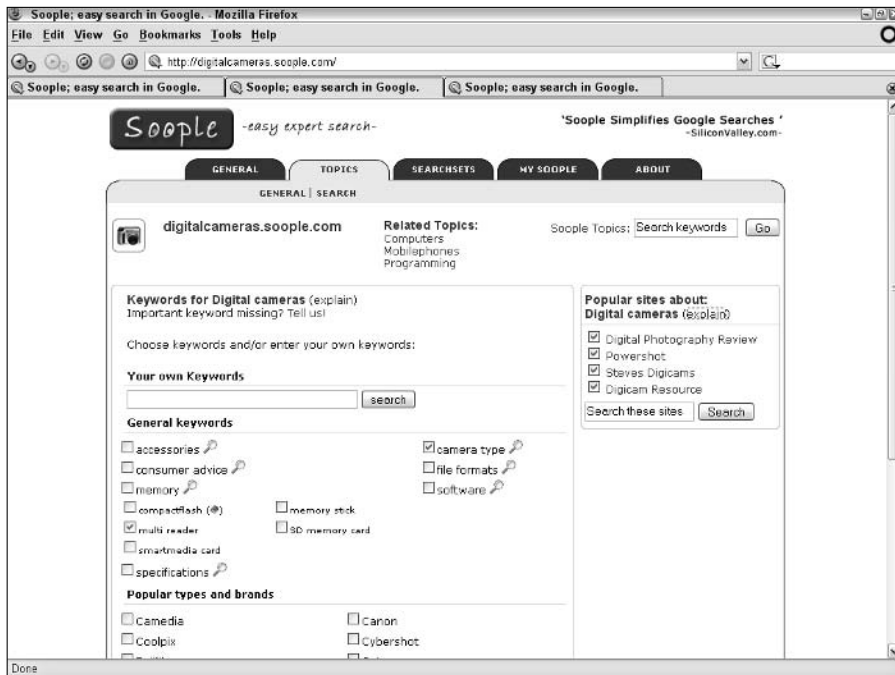 Soople; easy search in Google. - Mozilla Firefox
File Edit View Go Bookmarks Tools Help
http://digitalcameras.soople.com/
Soople; easy search in Google. Soople; easy search in Google. Soople; easy search in Google.
Soople -easy expert search- 'Soople Simplifies Google Searches '
-SiliconValley.com-
GENERAL TOPICS SEARCHSETS MY SOOPLE ABOUT
GENERAL | SEARCH
digitalcameras.soople.com
Related Topics:
Computers
Mobilephones
Programming
Soople Topics: Search keywords Go
Keywords for Digital cameras (explain)
Important keyword missing? Tell us!
Choose keywords and/or enter your own keywords:
Your own Keywords
search
General keywords
accessories camera type
consumer advice file formats
memory software
compactflash memory stick
multi reader SD memory card
smartmedia card
specifications
Popular types and brands
Camedia Canon
Coolpix Cybershot
Popular sites about:
Digital cameras (explain)
Digital Photography Review
Powershot
Steves Digicams
Digicam Resource
Search these sites Search
Done